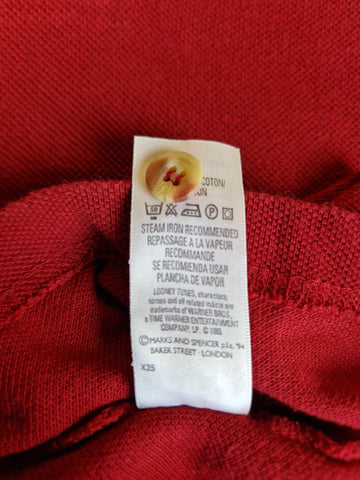 COTTON/
50
P
STEAM IRON RECOMMENDED
REPASSAGE A LA VAPEUR
RECOMMANDE
SE RECOMIENDA USAR
PLANCHA DE VAPOR
LOONEY TUNES, characters,
names and all related indicia are
trademarks of WARNER BROS.,
a TIME WARNER ENTERTAINMENT
COMPANY, L.P. © 1995.
© MARKS AND SPENCER p.l.c. '94
BAKER STREET · LONDON
X25